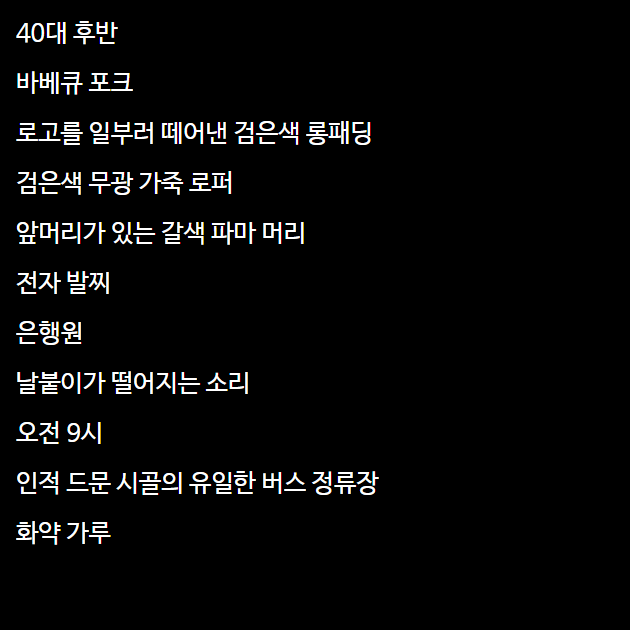 40대 후반
바베큐 포크
로고를 일부러 떼어낸 검은색 롱패딩
검은색 무광 가죽 로퍼
앞머리가 있는 갈색 파마 머리
전자 발찌
은행원
날붙이가 떨어지는 소리
오전 9시
인적 드문 시골의 유일한 버스 정류장
화약 가루